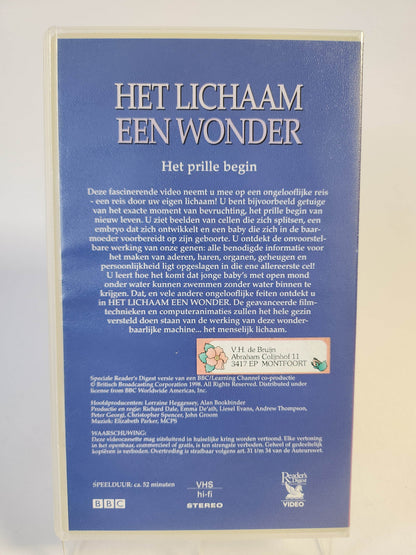 HET LICHAAM
EEN WONDER
Het prille begin
Deze fascinerende video neemt u mee op een ongelooflijke reis
- een reis door uw eigen lichaam! U bent bijvoorbeeld getuige
van het exacte moment van bevruchting, het prille begin van
nieuw leven. U ziet beelden van cellen die zich splitsen, een
embryo dat zich ontwikkelt en een baby die zich in de baar-
moeder voorbereidt op zijn geboorte. U ontdekt de onvoorstel-
bare werking van onze genen: alle benodigde informatie voor
het maken van aderen, haren, organen, geheugen en
persoonlijkheid ligt opgeslagen in die ene allereerste cel!
U leert hoe het komt dat jonge baby's met open mond
onder water kunnen zwemmen zonder water binnen te
krijgen. Dat, en vele andere ongelooflijke feiten ontdekt u
in HET LICHAAM EEN WONDER. De geavanceerde film-
technieken en computeranimaties zullen het hele gezin
versteld doen staan van de werking van deze wonder-
baarlijke machine... het menselijk lichaam.
V.H. de Bruijn
Abraham Colijnhof 11
3417 EP MONTFOORT
Speciale Reader's Digest versie van een BBC/Learning Channel co-productie
© Britisch Broadcasting Corporation 1998. All Rights Reserved. Distributed under
license from BBC Worldwide Americas, Inc.
Hoofdproducenten: Lorraine Heggessey, Alan Bookbinder
Productie en regie: Richard Dale, Emma De'ath, Liesel Evans, Andrew Thompson,
Peter Georgi, Christopher Spencer, John Groom
Muziek: Elizabeth Parker, MCPS
WAARSCHUWING:
Deze videocassette mag uitsluitend in huiselijke kring worden vertoond. Elke vertoning
in het openbaar, commercieel of gratis, is ten strengste verboden. Geheel of gedeeltelijk
kopiëren is verboden. Overtreding is strafbaar volgens art. 31 t/m 34 van de Auteurswet.
SPEELDUUR: ca. 52 minuten
BBC
VHS
hi-fi
STEREO
Reader's
Digest
VIDEO